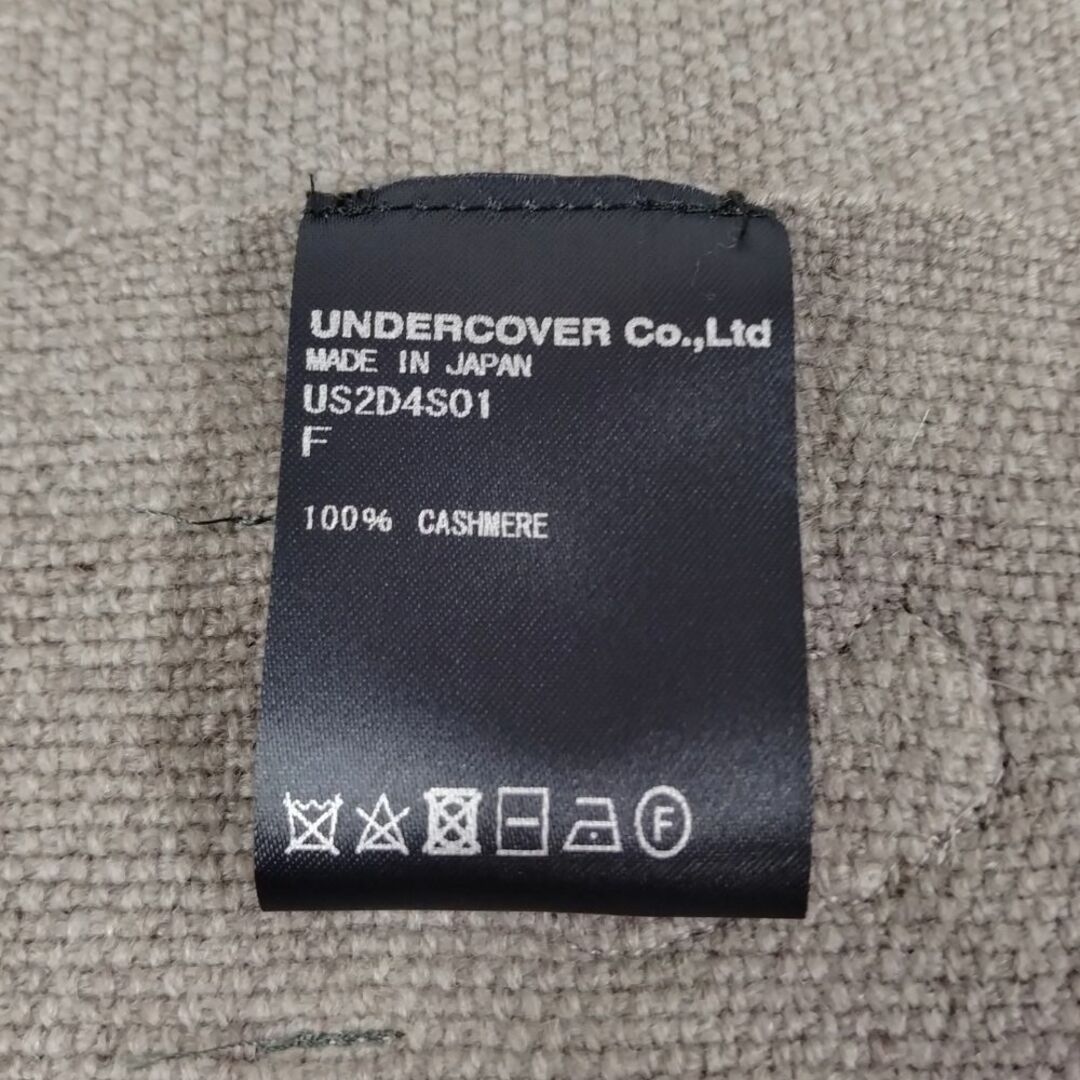 UNDERCOVER Co.,Ltd
MADE IN JAPAN
US2D4S01
F
100% CASHMERE
F